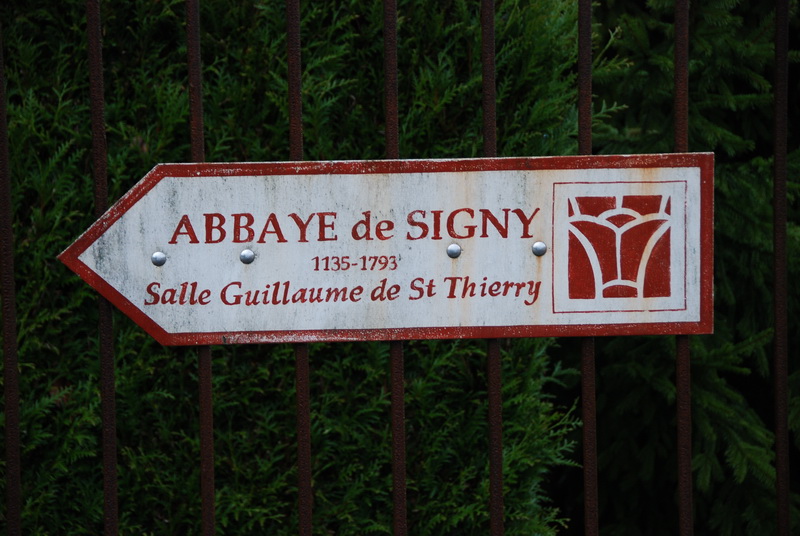 ABBAYE de SIGNY
1135-1793
Salle Guillaume de St Thierry